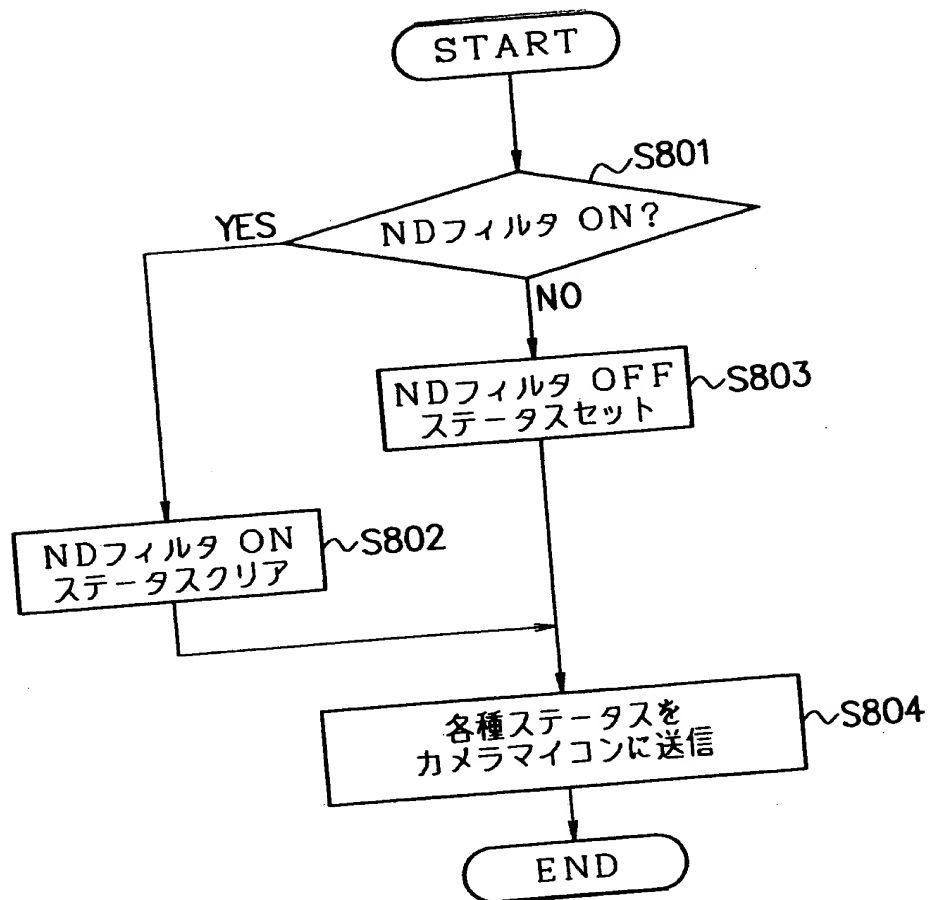 START
S801
YES
NDフィルタ ON?
NO
NDフィルタ OFF
ステータスセット
S803
NDフィルタ ON
ステータスクリア
S802
各種ステータスを
カメラマイコンに送信
S804
END